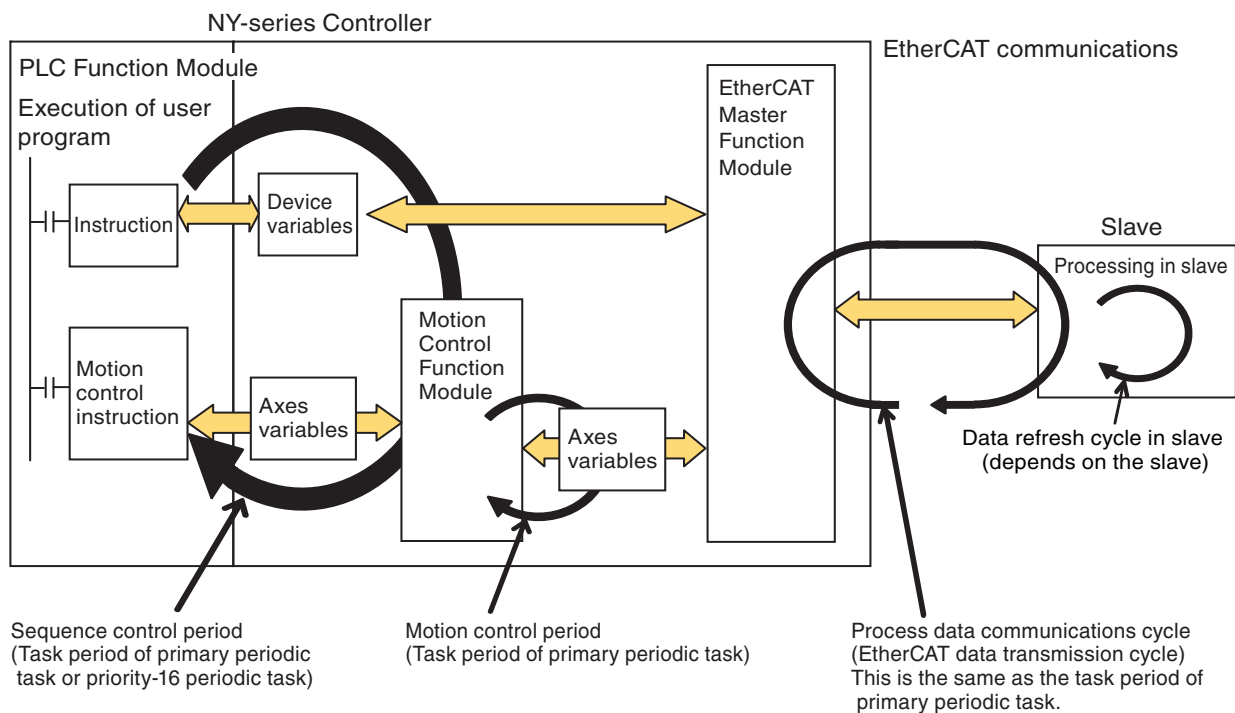 NY-series Controller
EtherCAT communications
PLC Function Module
Execution of user
program
EtherCAT
Master
Function
Module
Instruction
Device
variables
Slave
Processing in slave
Motion
control
instruction
Axes
variables
Motion
Control
Function
Module
Axes
variables
Data refresh cycle in slave
(depends on the slave)
Sequence control period
(Task period of primary periodic
task or priority-16 periodic task)
Motion control period
(Task period of primary periodic task)
Process data communications cycle
(EtherCAT data transmission cycle)
This is the same as the task period of
primary periodic task.